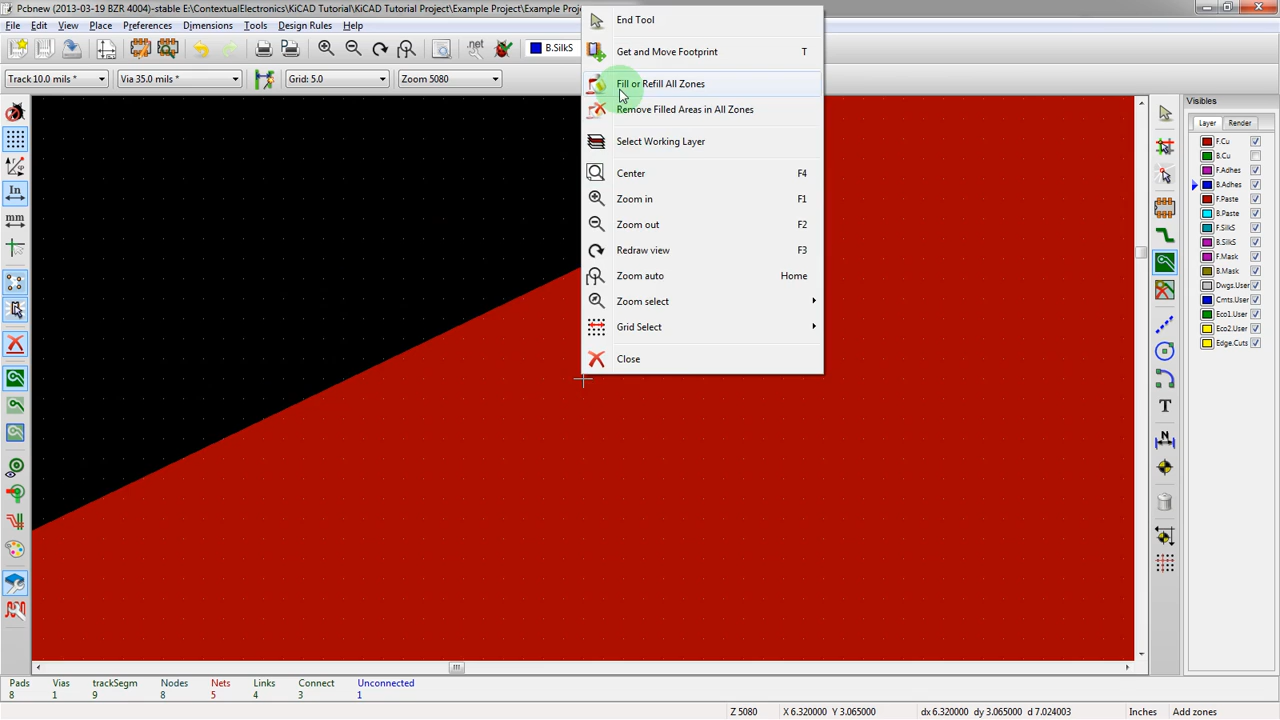 Pcbnew (2013-03-19 BZR 4004)-stable E:\ContextualElectronics\KiCAD Tutorial\KiCAD Tutorial Project\Example Project\Example Proje
File Edit View Place Preferences Dimensions Tools Design Rules Help
.net
B.SilkS
Track 10.0 mils *
Via 35.0 mils *
Grid: 5.0
Zoom 5080
End Tool
Get and Move Footprint T
Fill or Refill All Zones
Remove Filled Areas in All Zones
Select Working Layer
Center F4
Zoom in F1
Zoom out F2
Redraw view F3
Zoom auto Home
Zoom select
Grid Select
Close
In
mm
T
N
Visibles
Layer Render
F.Cu
B.Cu
F.Adhes
B.Adhes
F.Paste
B.Paste
F.SilkS
B.SilkS
F.Mask
B.Mask
Dwgs.User
Cmts.User
Eco1.User
Eco2.User
Edge.Cuts
Pads Vias trackSegm Nodes Nets Links Connect Unconnected
8 1 9 8 5 4 3 1
Z 5080 X 6.320000 Y 3.065000 dx 6.320000 dy 3.065000 d 7.024003 Inches Add zones